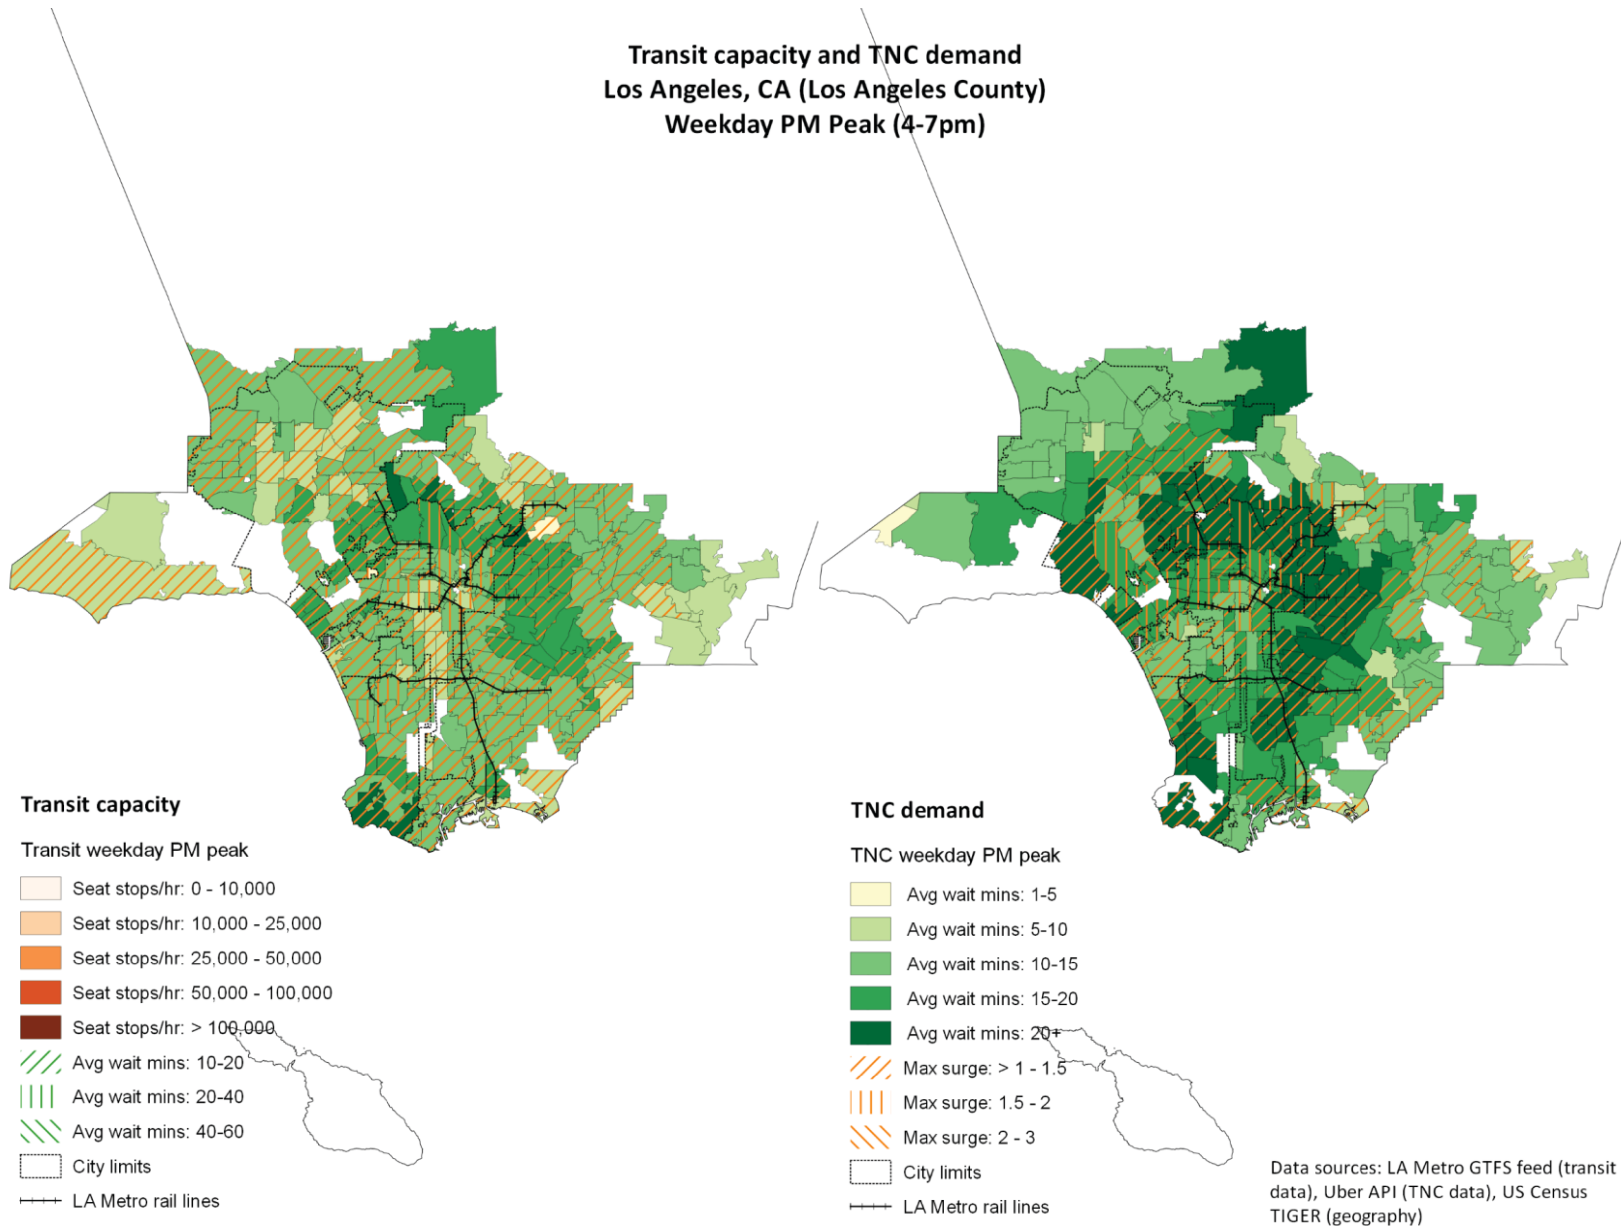 Transit capacity and TNC demand
Los Angeles, CA (Los Angeles County)
Weekday PM Peak (4-7pm)
Transit capacity
Transit weekday PM peak
Seat stops/hr: 0 - 10,000
Seat stops/hr: 10,000 - 25,000
Seat stops/hr: 25,000 - 50,000
Seat stops/hr: 50,000 - 100,000
Seat stops/hr: > 100,000
Avg wait mins: 10-20
Avg wait mins: 20-40
Avg wait mins: 40-60
City limits
LA Metro rail lines
TNC demand
TNC weekday PM peak
Avg wait mins: 1-5
Avg wait mins: 5-10
Avg wait mins: 10-15
Avg wait mins: 15-20
Avg wait mins: 20+
Max surge: > 1 - 1.5
Max surge: 1.5 - 2
Max surge: 2 - 3
City limits
LA Metro rail lines
Data sources: LA Metro GTFS feed (transit
data), Uber API (TNC data), US Census
TIGER (geography)